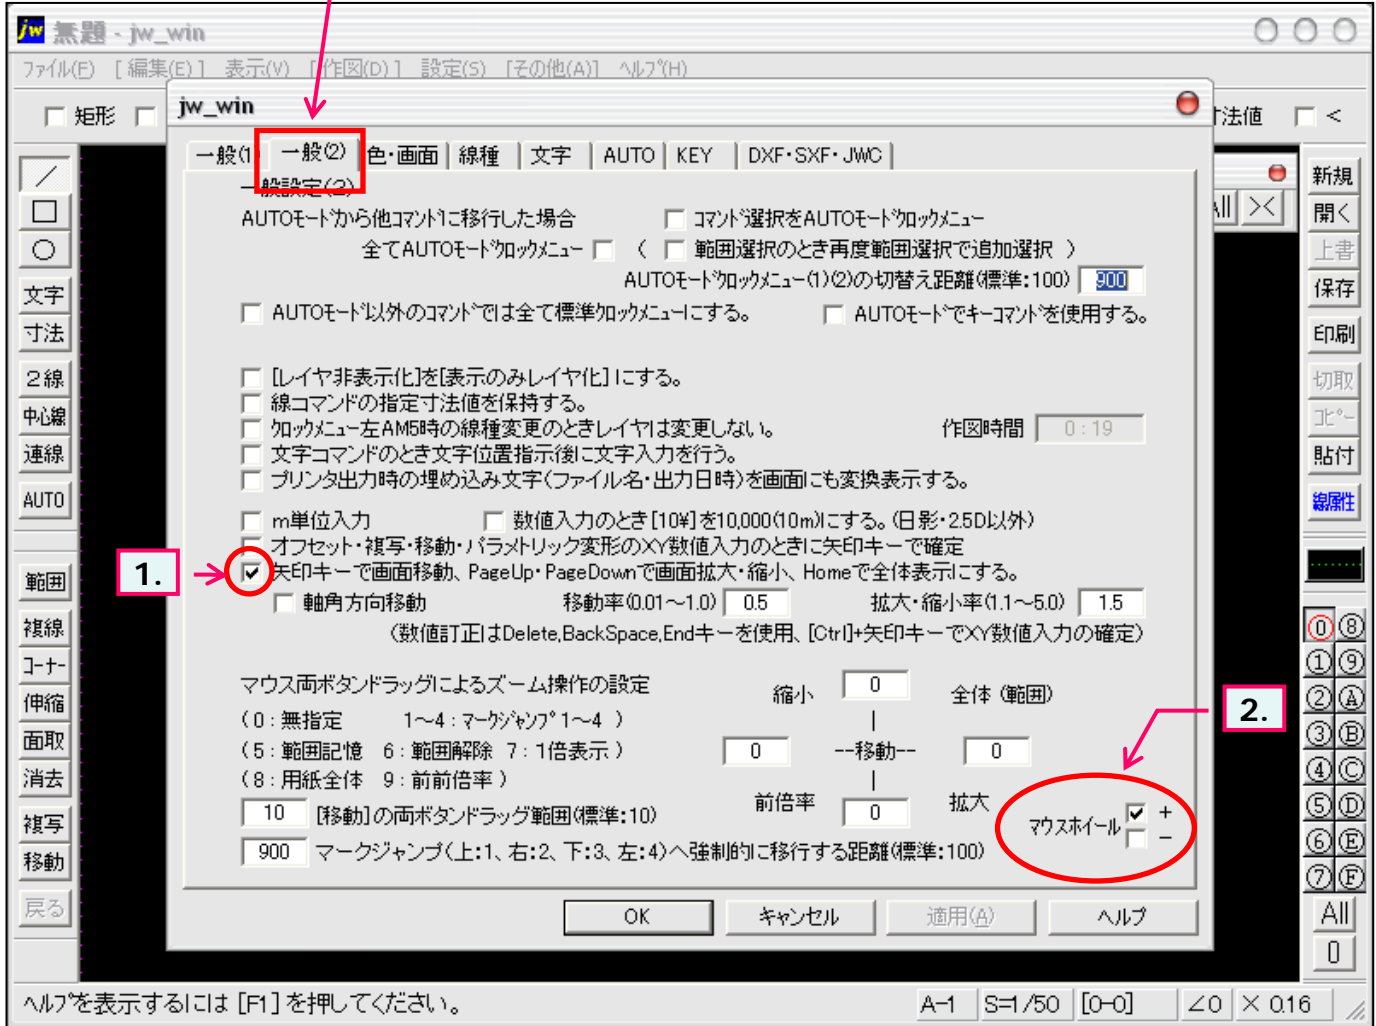 無題 - jw_win
ﾌｧｲﾙ(F) [ 編集(E) ] 表示(V) [ 作図(D) ] 設定(S) [その他(A)] ﾍﾙﾌﾟ(H)
矩形 寸法値 <
jw_win
一般(1) 一般(2) 色・画面 線種 文字 AUTO KEY DXF・SXF・JWC
一般設定(2)
AUTOﾓｰﾄﾞから他ｺﾏﾝﾄﾞに移行した場合 ｺﾏﾝﾄﾞ選択をAUTOﾓｰﾄﾞｸﾛｯｸﾒﾆｭｰ
全てAUTOﾓｰﾄﾞｸﾛｯｸﾒﾆｭｰ ( 範囲選択のとき再度範囲選択で追加選択 )
AUTOﾓｰﾄﾞｸﾛｯｸﾒﾆｭｰ(1)(2)の切替え距離(標準:100) 900
AUTOﾓｰﾄﾞ以外のｺﾏﾝﾄﾞでは全て標準ｸﾛｯｸﾒﾆｭｰにする。 AUTOﾓｰﾄﾞでｷｰｺﾏﾝﾄﾞを使用する。
[レイヤ非表示化]を[表示のみレイヤ化]にする。
線コマンドの指定寸法値を保持する。
ｸﾛｯｸﾒﾆｭｰ左AM5時の線種変更のときレイヤは変更しない。 作図時間 0 : 19
文字コマンドのとき文字位置指示後に文字入力を行う。
プリンタ出力時の埋め込み文字(ファイル名・出力日時)を画面にも変換表示する。
m単位入力 数値入力のとき[10¥]を10,000(10m)にする。(日影・2.5D以外)
オフセット・複写・移動・パラメトリック変形のXY数値入力のときに矢印キーで確定
1. 矢印キーで画面移動、PageUp・PageDownで画面拡大・縮小、Homeで全体表示にする。
軸角方向移動 移動率(0.01～1.0) 0.5 拡大・縮小率(1.1～5.0) 1.5
(数値訂正はDelete,BackSpace,Endキーを使用、[Ctrl]+矢印キーでXY数値入力の確定)
マウス両ボタンドラッグによるズーム操作の設定 縮小 0 全体 (範囲)
2.
( 0 : 無指定 1～4 : ﾏｰｸｼﾞｬﾝﾌﾟ 1～4 )
( 5 : 範囲記憶 6 : 範囲解除 7 : 1倍表示 ) 0 --移動-- 0
( 8 : 用紙全体 9 : 前前倍率 )
10 [移動]の両ボタンドラッグ範囲(標準:10) 前倍率 0 拡大
ﾏｳｽﾎｲｰﾙ +
-
900 マークジャンプ(上:1、右:2、下:3、左:4)へ強制的に移行する距離(標準:100)
OK キャンセル 適用(A) ヘルプ
文字
寸法
2線
中心線
連線
AUTO
範囲
複線
ｺｰﾅｰ
伸縮
面取
消去
複写
移動
戻る
All
新規
開く
上書
保存
印刷
切取
ｺﾋﾟｰ
貼付
線属性
0 8
1 9
2 A
3 B
4 C
5 D
6 E
7 F
All
0
ﾍﾙﾌﾟを表示するには [F1] を押してください。 A-1 S=1/50 [0-0] ∠0 × 0.16